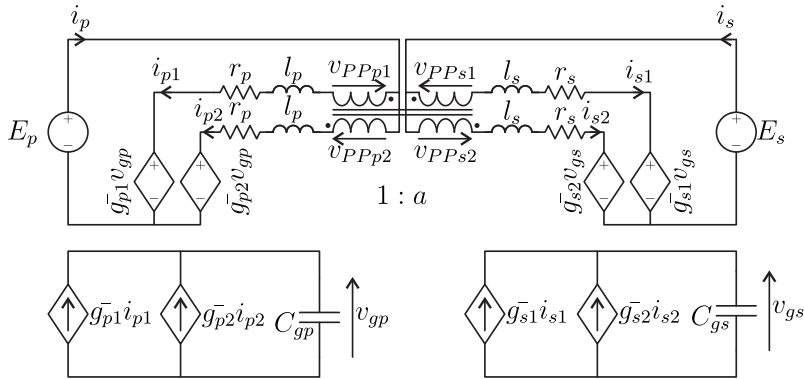 i_p i_s
i_{p1} r_p l_p v_{PPp1} v_{PPs1} l_s r_s i_{s1}
i_{p2} r_p l_p l_s r_s i_{s2}
E_p + − + − E_s
v_{PPp2} v_{PPs2}
\bar{g}_{p1}v_{gp} + − + − \bar{g}_{p2}v_{gp} \bar{g}_{s2}v_{gs} + − + − \bar{g}_{s1}v_{gs}
1 : a
\bar{g}_{p1}i_{p1} \bar{g}_{p2}i_{p2} C_{gp} v_{gp} \bar{g}_{s1}i_{s1} \bar{g}_{s2}i_{s2} C_{gs} v_{gs}